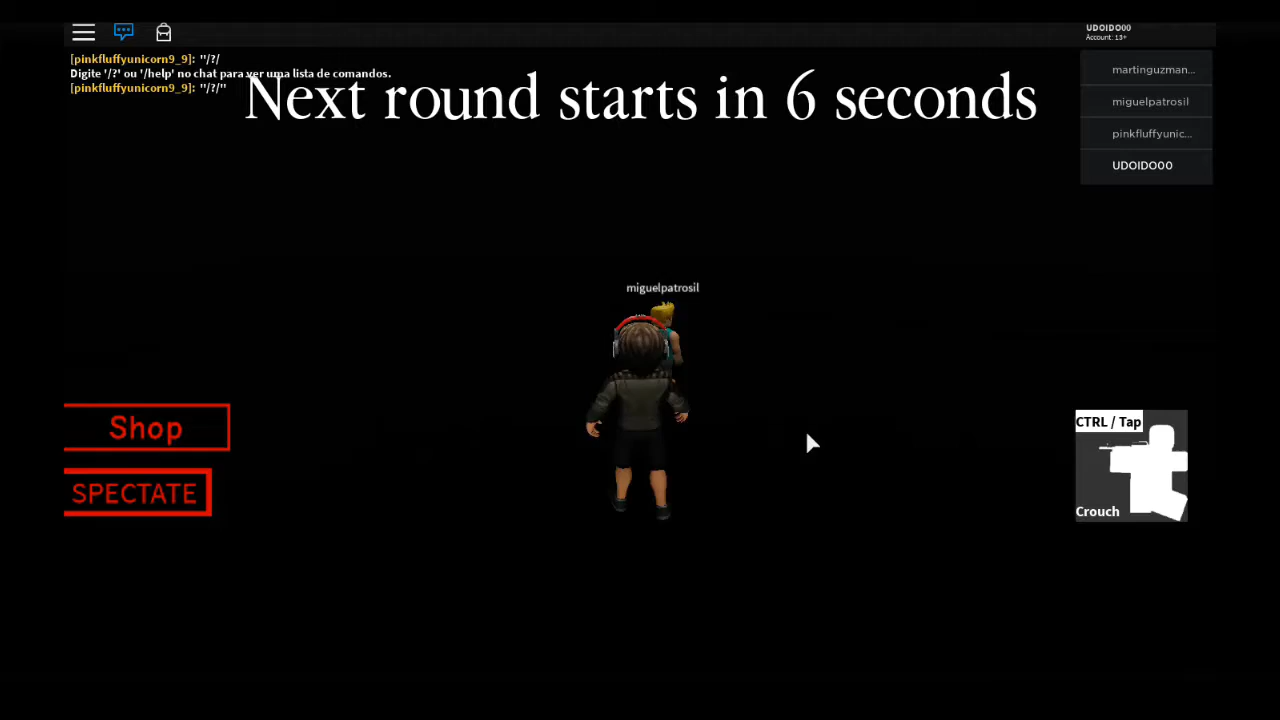 UDOIDO00
Account: 13+
[pinkfluffyunicorn9_9]: "/?/
Digite '/?' ou '/help' no chat para ver uma lista de comandos.
[pinkfluffyunicorn9_9]: "/?/"
Next round starts in 6 seconds
martinguzman...
miguelpatrosil
pinkfluffyunic...
UDOIDO00
miguelpatrosil
Shop
SPECTATE
CTRL / Tap
Crouch